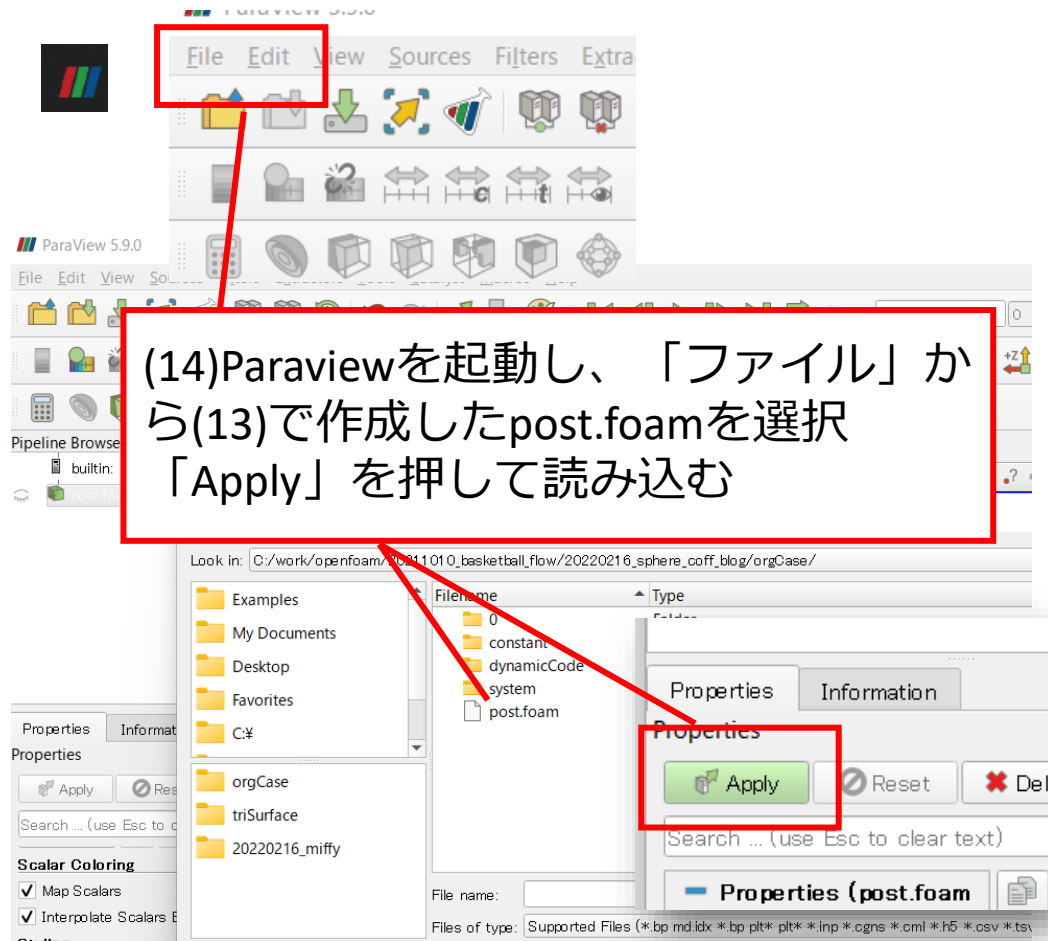 File Edit View Sources Filters
ParaView 5.9.0
File Edit View
(14)Paraviewを起動し、「ファイル」か
ら(13)で作成したpost.foamを選択
「Apply」を押して読み込む
Pipeline Browse
builtin:
Look in: C:/work/openfoam/20211010_basketball_flow/20220216_sphere_coff_blog/orgCase/
Examples
My Documents
Desktop
Favorites
C:¥
orgCase
triSurface
20220216_miffy
Filename Type
0
constant
dynamicCode
system
post.foam
File name:
Files of type: Supported Files (*.bp md.idx *.bp plt* plt* *.inp *.cgns *.cml *.h5 *.csv *.tsv
Properties Informat
Properties
Apply Res
Search ... (use Esc to c
Scalar Coloring
Map Scalars
Interpolate Scalars B
Properties Information
Properties
Apply Reset Del
Search ... (use Esc to clear text)
Properties (post.foam